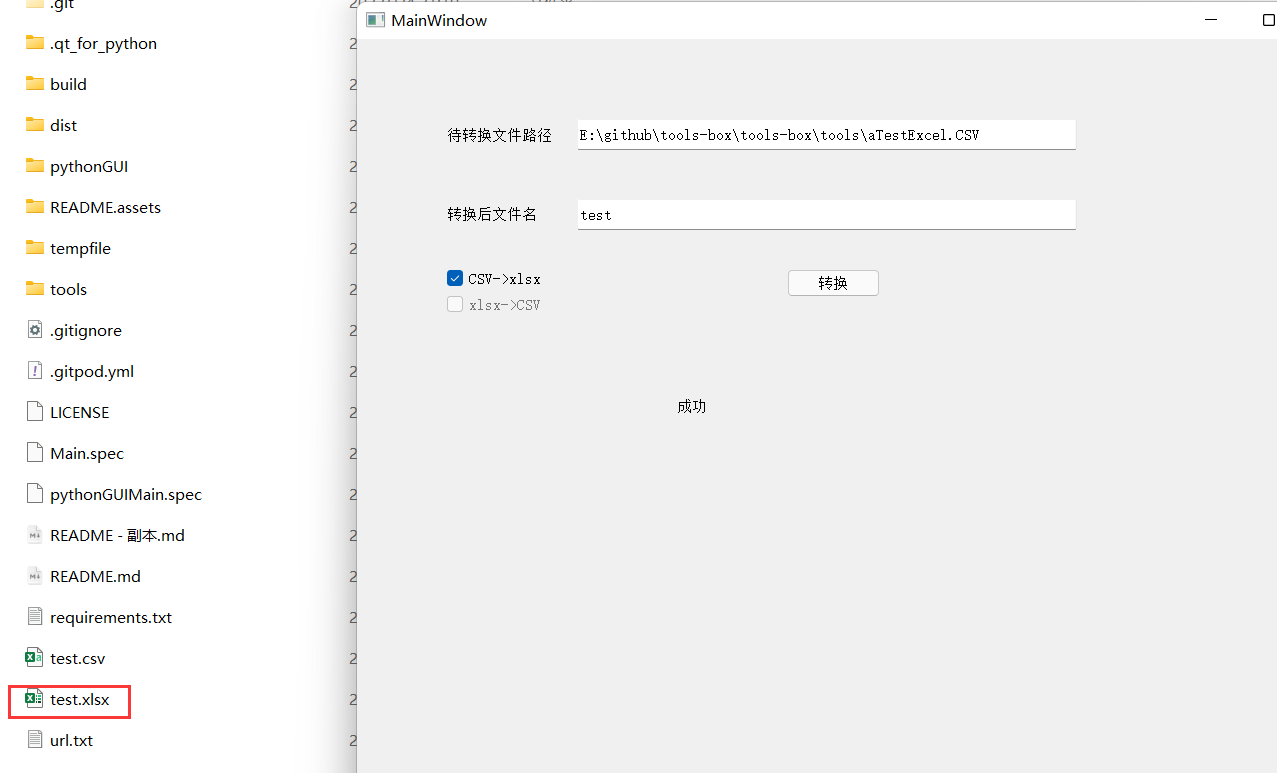 .git
.qt_for_python
build
dist
pythonGUI
README.assets
tempfile
tools
.gitignore
.gitpod.yml
LICENSE
Main.spec
pythonGUIMain.spec
README - 副本.md
README.md
requirements.txt
test.csv
test.xlsx
url.txt
MainWindow
待转换文件路径 E:\github\tools-box\tools-box\tools\aTestExcel.CSV
转换后文件名 test
CSV->xlsx 转换
xlsx->CSV
成功